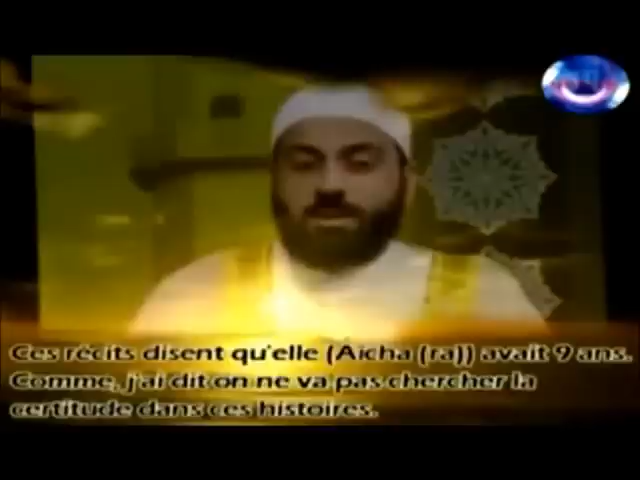 Ces récits disent qu'elle (Aicha (ra)) avait 9 ans.
Comme, j'ai dit on ne va pas chercher la
certitude dans ces histoires.